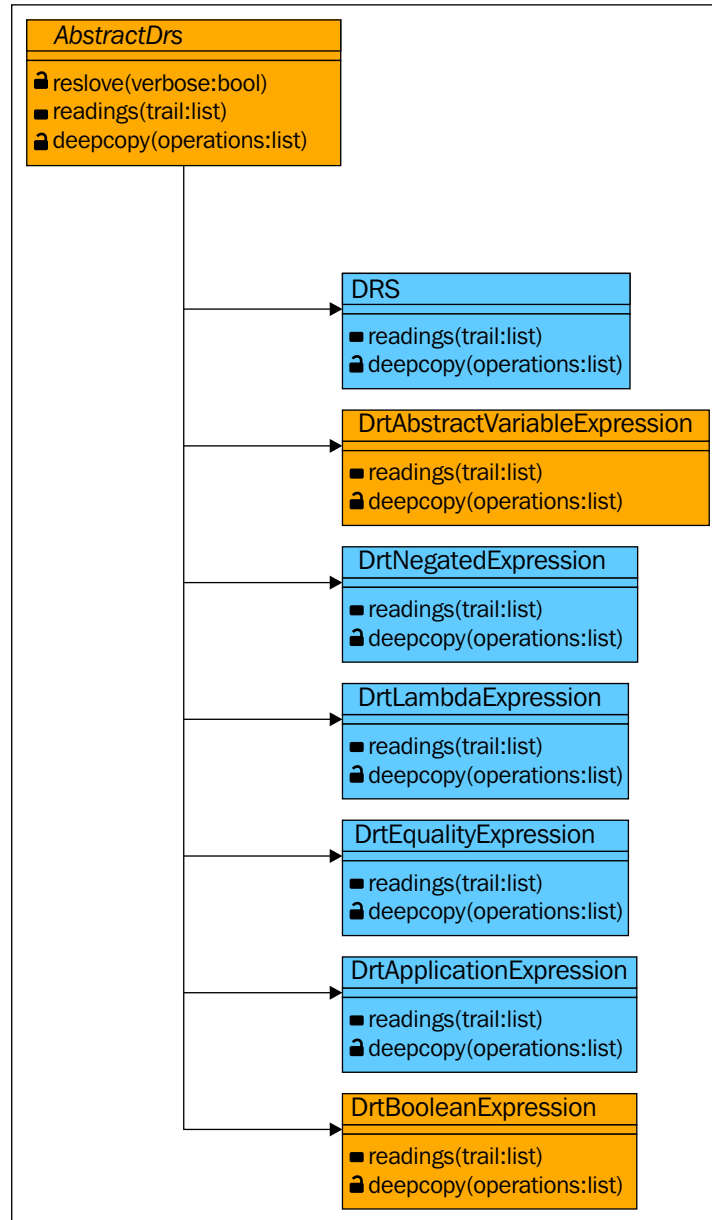 AbstractDrs
reslove(verbose:bool)
readings(trail:list)
deepcopy(operations:list)
DRS
readings(trail:list)
deepcopy(operations:list)
DrtAbstractVariableExpression
readings(trail:list)
deepcopy(operations:list)
DrtNegatedExpression
readings(trail:list)
deepcopy(operations:list)
DrtLambdaExpression
readings(trail:list)
deepcopy(operations:list)
DrtEqualityExpression
readings(trail:list)
deepcopy(operations:list)
DrtApplicationExpression
readings(trail:list)
deepcopy(operations:list)
DrtBooleanExpression
readings(trail:list)
deepcopy(operations:list)